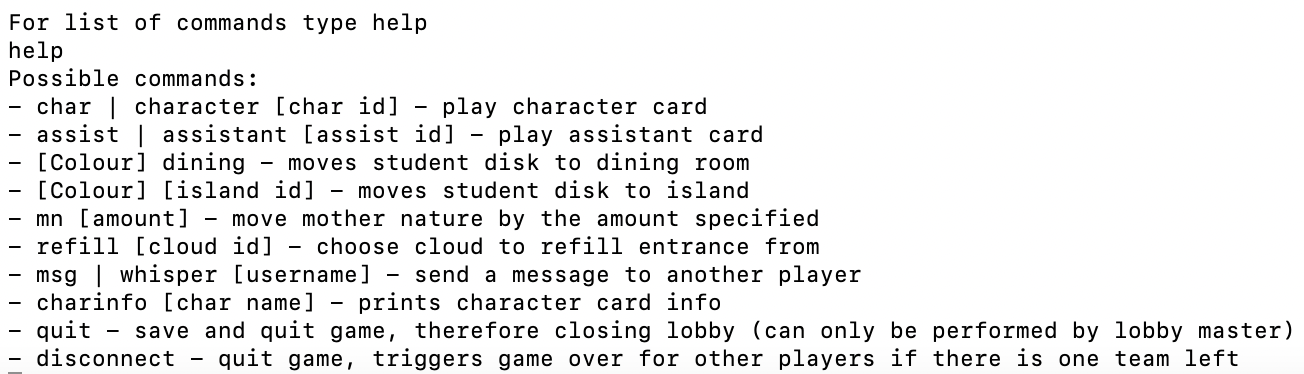 For list of commands type help
help
Possible commands:
– char | character [char id] – play character card
– assist | assistant [assist id] – play assistant card
– [Colour] dining – moves student disk to dining room
– [Colour] [island id] – moves student disk to island
– mn [amount] – move mother nature by the amount specified
– refill [cloud id] – choose cloud to refill entrance from
– msg | whisper [username] – send a message to another player
– charinfo [char name] – prints character card info
– quit – save and quit game, therefore closing lobby (can only be performed by lobby master)
– disconnect – quit game, triggers game over for other players if there is one team left